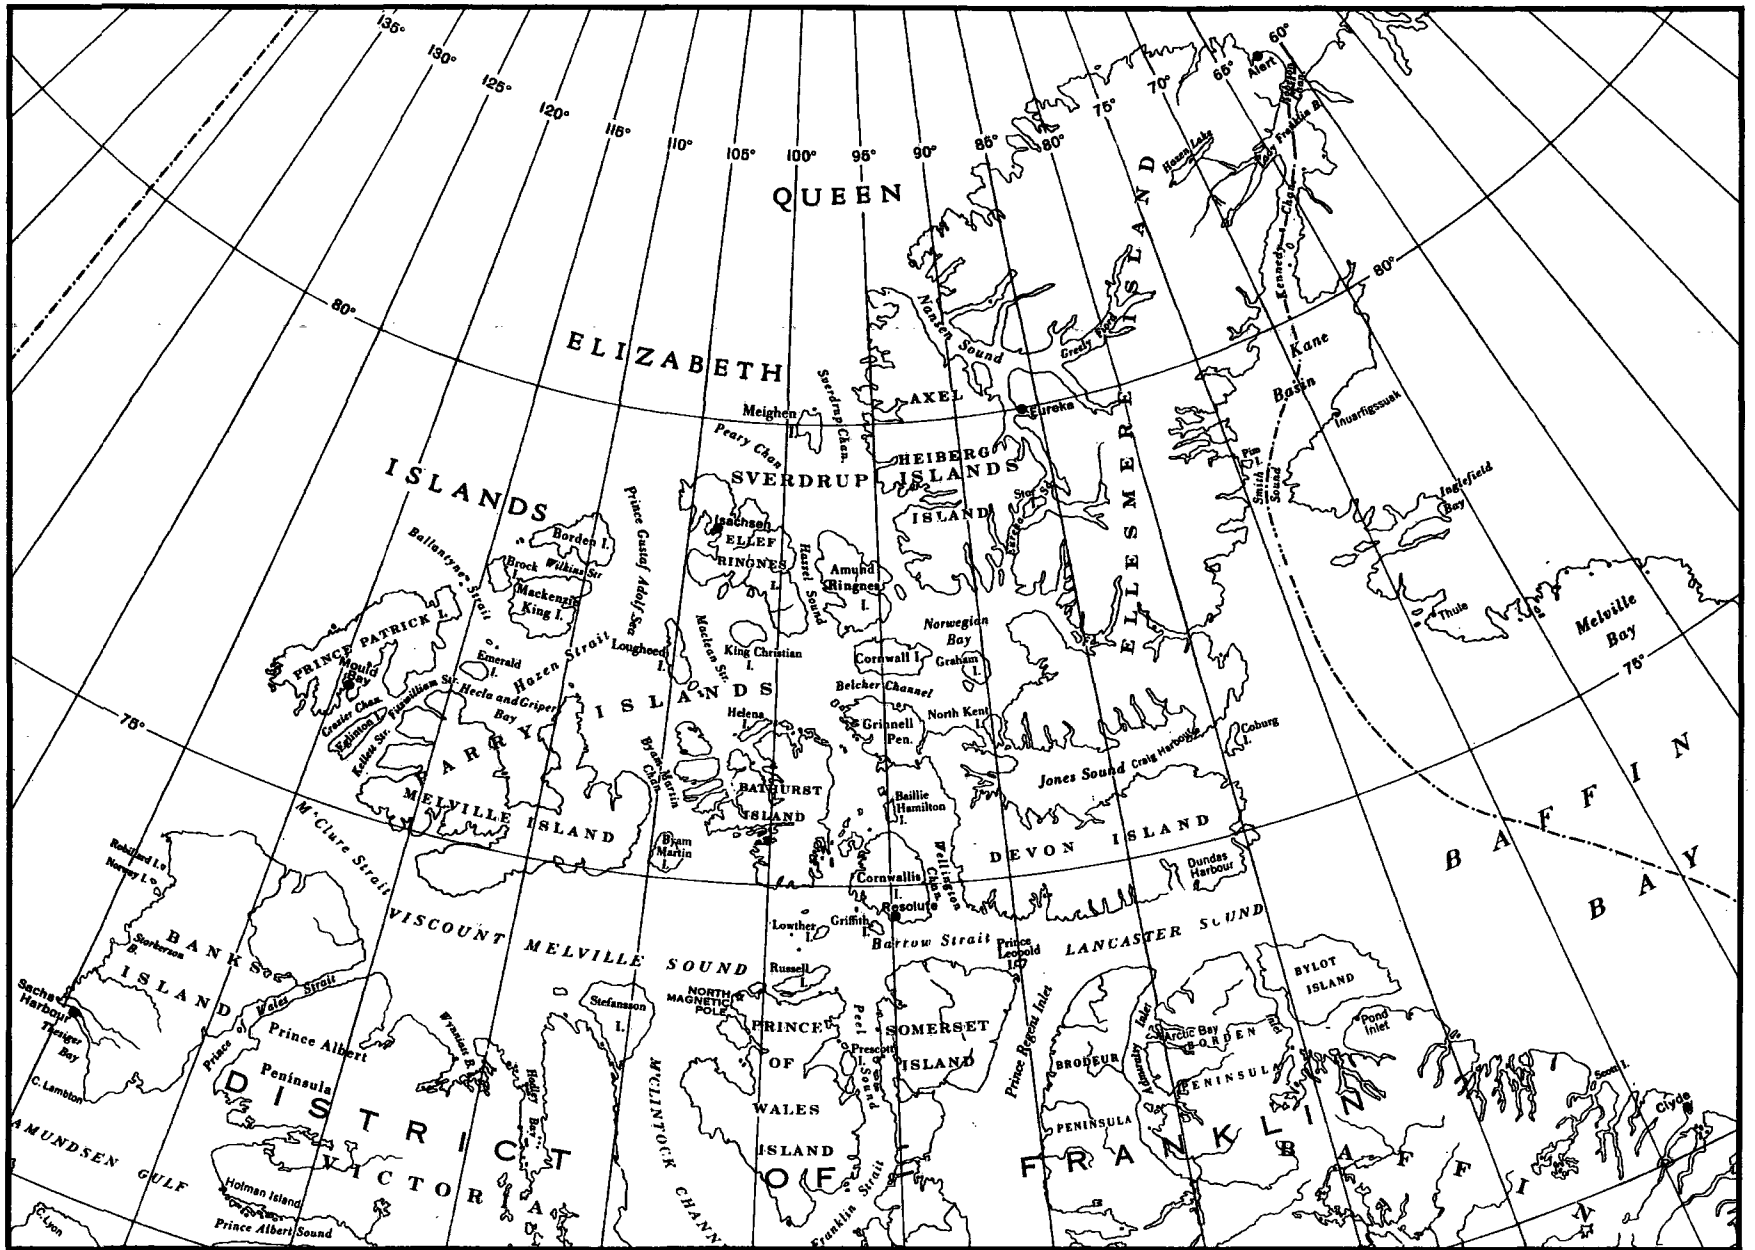 135°
130°
125°
120°
115°
110°
105°
100°
95°
90°
85°
80°
75°
70°
65°
60°
Alert
Lady Franklin B.
Hazen Lake
QUEEN
Kennedy Chan.
80°
80°
ELIZABETH
ISLANDS
Nansen Sound
Greely Fiord
Kane
Basin
Inuarfigssuak
Meighen
I.
Sverdrup Chan.
Peary Chan
AXEL
HEIBERG
ISLAND
Eureka
ELLESMERE ISLAND
SVERDRUP ISLANDS
Pim
I.
Smith
Sound
Inglefield
Bay
Prince Gustaf Adolf Sea
Isachsen
ELLEF
RINGNES
I.
Hassel Sound
Amund
Ringnes
I.
Eureka
Borden I.
Ballantyne Strait
Brock
I.
Wilkins Str
Mackenzie
King I.
Thule
Melville
Bay
75°
PRINCE PATRICK I.
Mould
Bay
Emerald
I.
Hazen Strait
Lougheed
I.
Maclean Str.
King Christian
I.
Norwegian
Bay
Cornwall I.
Graham
I.
Belcher Channel
Crozier Chan.
Fitzwilliam Str.
Hecla and Griper
Bay
Eglinton I.
Kellett Str.
75°
PARRY ISLANDS
Helena
I.
Grinnell
Pen.
North Kent
I.
Coburg
I.
Jones Sound
Craig Harbour
Byam Martin
Chan.
BATHURST
ISLAND
Baillie
Hamilton
I.
MELVILLE ISLAND
Byam
Martin
I.
DEVON ISLAND
Dundas
Harbour
BAFFIN
BAY
M'Clure Strait
Robillard I.
Norway I.
Cornwallis
I.
Wellington
Chan.
Resolute
VISCOUNT MELVILLE SOUND
Lowther
I.
Griffith
I.
Barrow Strait
Prince
Leopold
I.
LANCASTER SOUND
BANKS
ISLAND
Storkerson
B.
Sachs
Harbour
Thesiger
Bay
Prince of Wales Strait
Russell
I.
NORTH
MAGNETIC
POLE
Stefansson
I.
PRINCE
OF
WALES
ISLAND
Peel
Sound
Prescott
I.
SOMERSET
ISLAND
Prince Regent Inlet
BYLOT
ISLAND
Pond
Inlet
Arctic Bay
BORDEN
PENINSULA
Admiralty Inlet
BRODEUR
PENINSULA
Prince Albert
Peninsula
Wynniatt B.
Hadley
Bay
C. Lambton
AMUNDSEN GULF
M'CLINTOCK CHANN
Scott I.
Clyde
DISTRICT OF FRANKLIN
VICTORIA
BAFFIN
Holman Island
Prince Albert Sound
C. Lyon
Franklin Strait